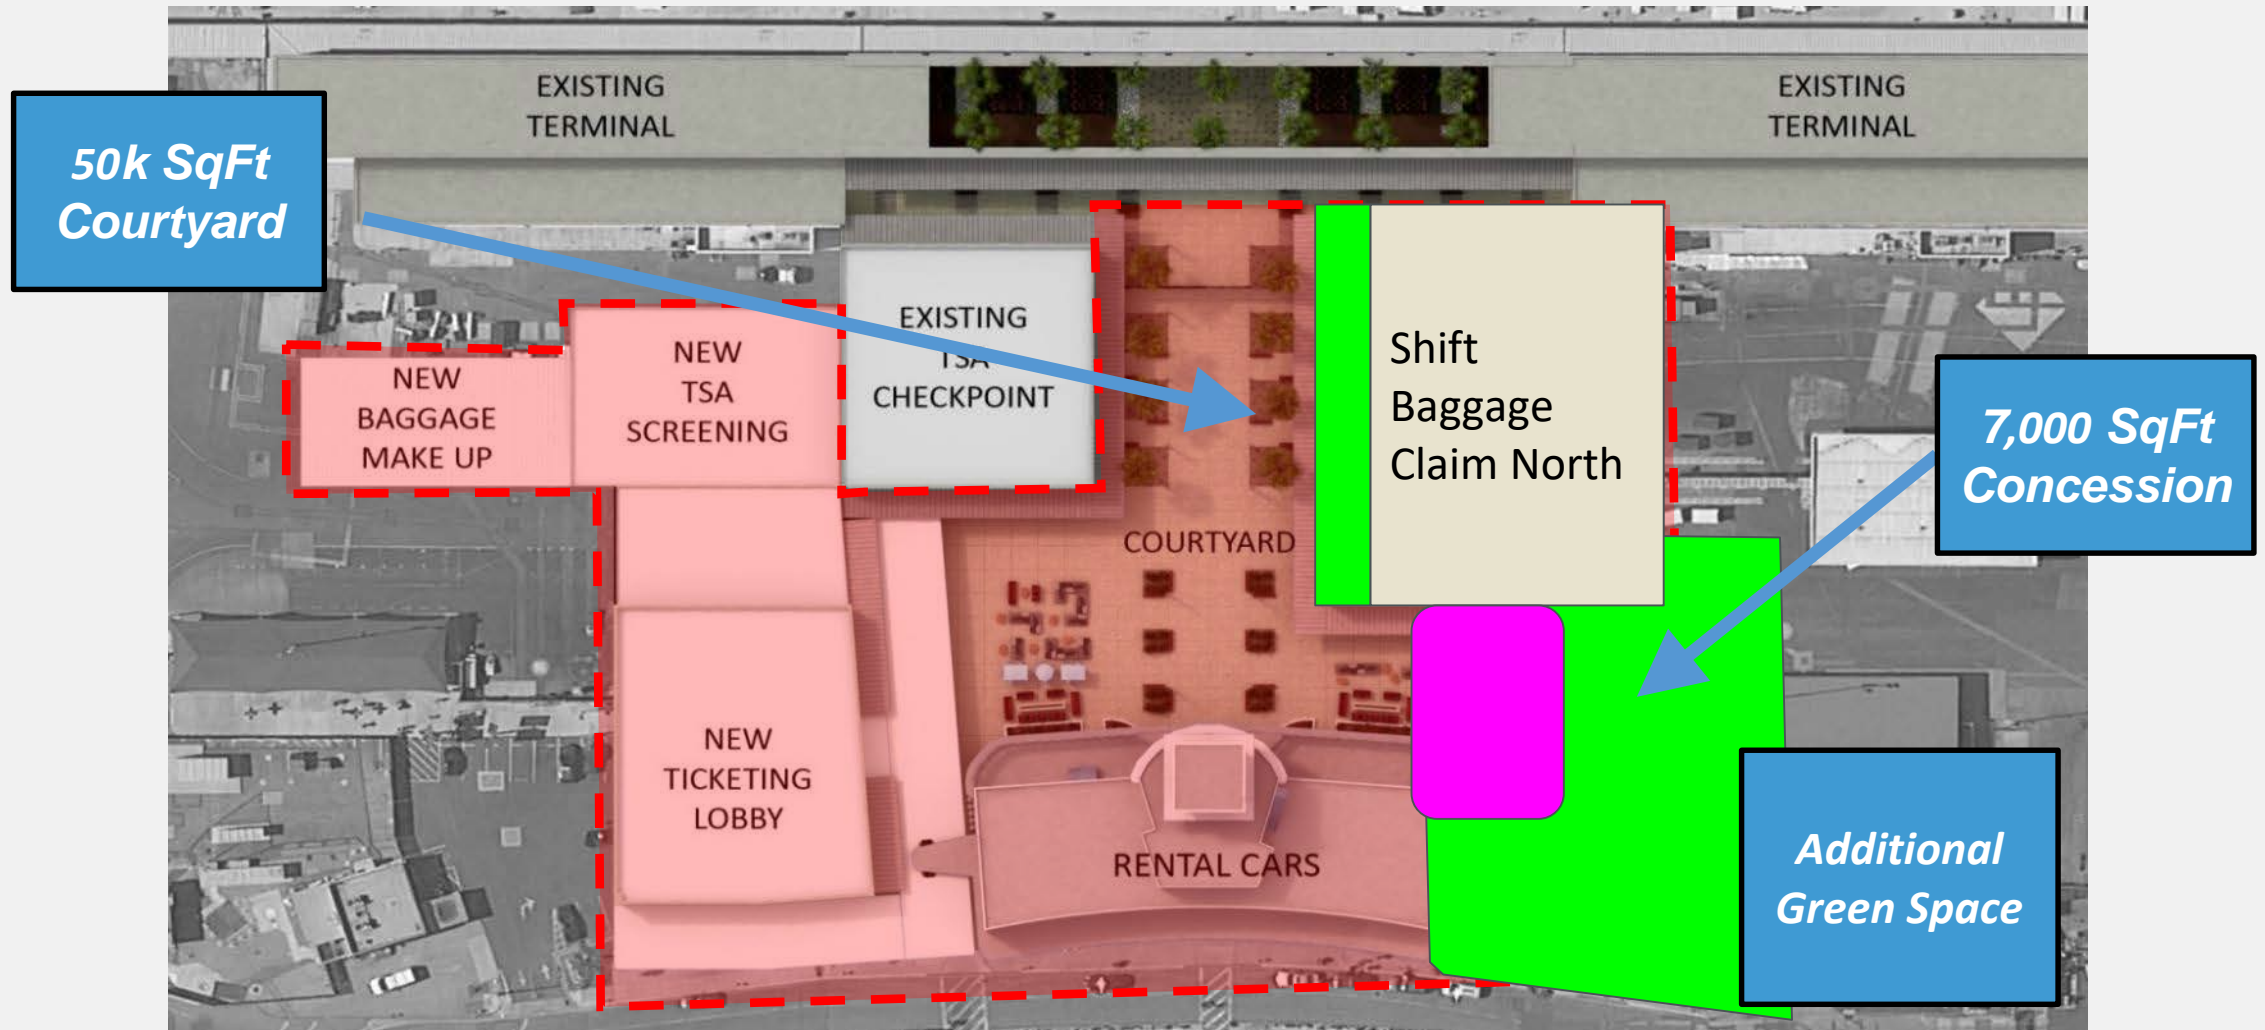 EXISTING
TERMINAL
EXISTING
TERMINAL
50k SqFt
Courtyard
EXISTING
TSA
CHECKPOINT
NEW
TSA
SCREENING
NEW
BAGGAGE
MAKE UP
Shift
Baggage
Claim North
7,000 SqFt
Concession
COURTYARD
NEW
TICKETING
LOBBY
RENTAL CARS
Additional
Green Space